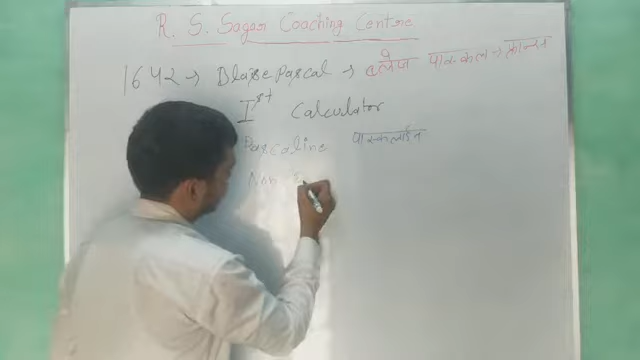 R. S. Sagar Coaching Centre
1642 → Blaise Pascal → ब्लेज पास्कल → फ्रान्स
Ist Calculator
Pascaline पास्कलाईन
Non